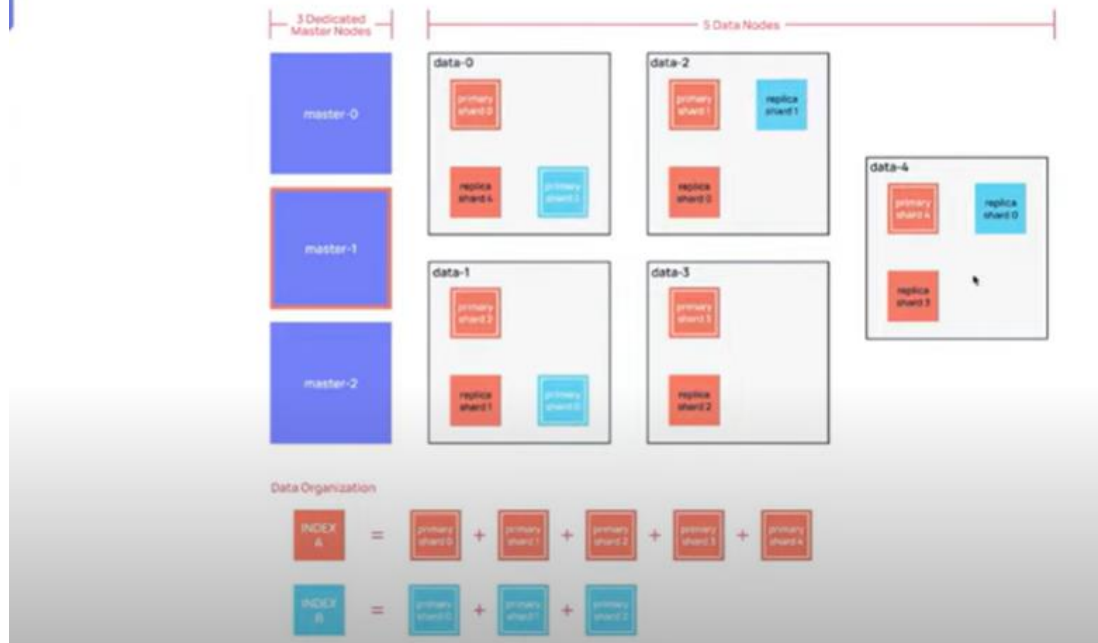 3 Dedicated
Master Nodes
5 Data Nodes
master-0
master-1
master-2
data-0
primary
shard 0
replica
shard 4
primary
data-2
primary
shard 1
replica
shard 1
replica
shard 0
data-4
primary
shard 4
replica
shard 0
replica
shard 3
data-1
primary
shard 2
replica
shard 1
primary
shard 0
data-3
primary
shard 3
replica
shard 2
Data Organization
INDEX
A
=
primary
shard 0
+
primary
shard 1
+
primary
shard 2
+
primary
shard 3
+
primary
shard 4
INDEX
B
=
primary
shard 0
+
primary
shard 1
+
primary
shard 2